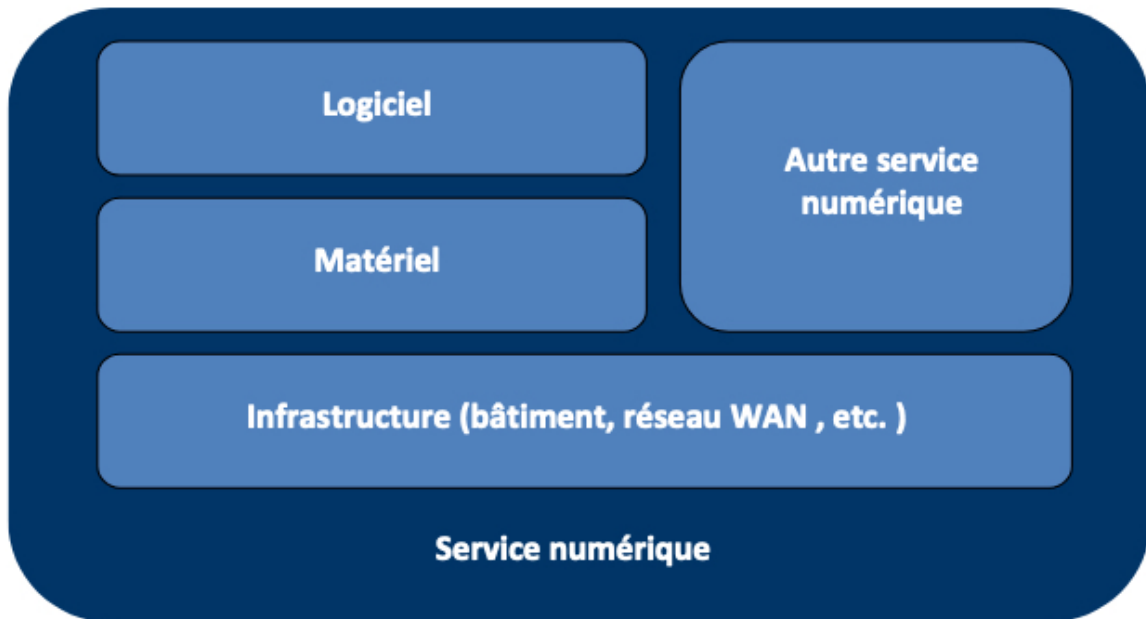 Logiciel
Autre service
numérique
Matériel
Infrastructure (bâtiment, réseau WAN , etc. )
Service numérique